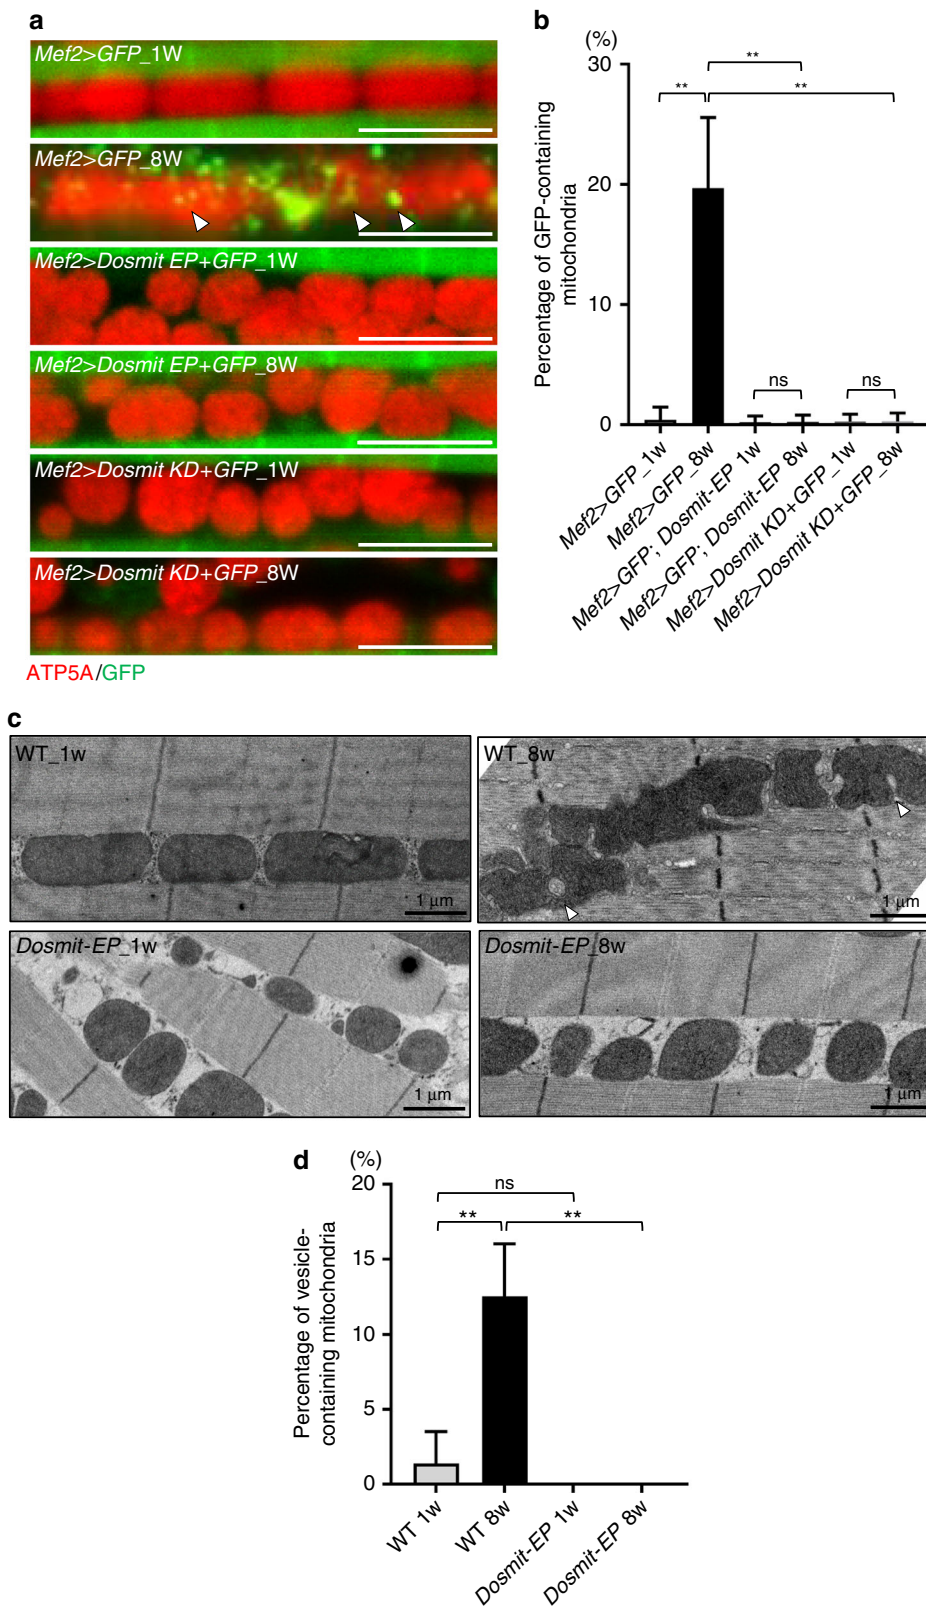 a
Mef2>GFP_1W
Mef2>GFP_8W
Mef2>Dosmit EP+GFP_1W
Mef2>Dosmit EP+GFP_8W
Mef2>Dosmit KD+GFP_1W
Mef2>Dosmit KD+GFP_8W
ATP5A/GFP
b
(%)
Percentage of GFP-containing
mitochondria
30
20
10
0
**
**
**
ns
ns
Mef2>GFP_1w
Mef2>GFP_8w
Mef2>GFP; Dosmit-EP 1w
Mef2>GFP; Dosmit-EP 8w
Mef2>Dosmit KD+GFP_1w
Mef2>Dosmit KD+GFP_8w
c
WT_1w
1 μm
WT_8w
1 μm
Dosmit-EP_1w
1 μm
Dosmit-EP_8w
1 μm
d
(%)
Percentage of vesicle-
containing mitochondria
20
15
10
5
0
ns
**
**
WT 1w
WT 8w
Dosmit-EP 1w
Dosmit-EP 8w